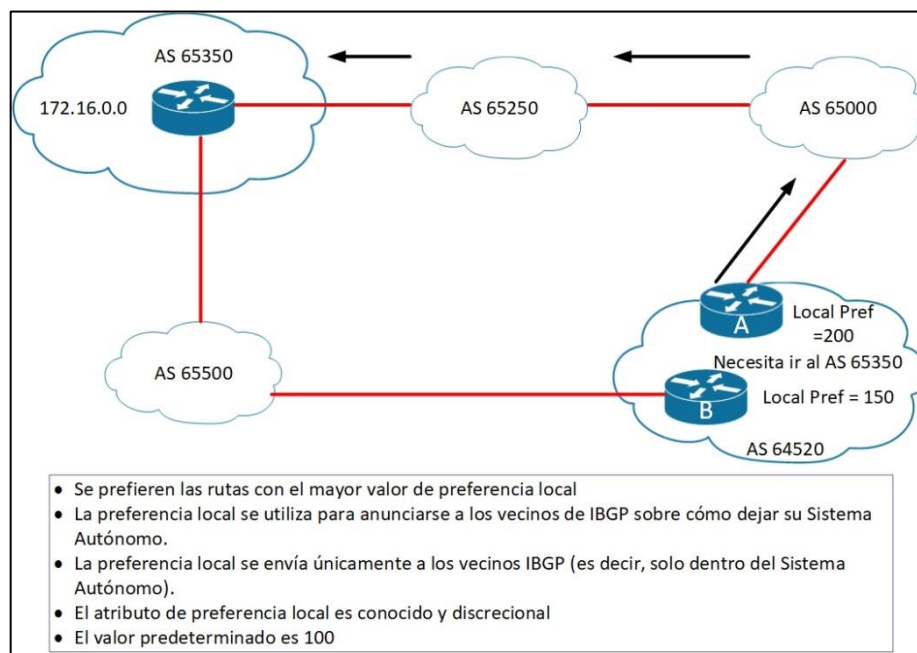 AS 65350
172.16.0.0
AS 65250
AS 65000
A
Local Pref
=200
Necesita ir al AS 65350
AS 65500
B
Local Pref = 150
AS 64520
• Se prefieren las rutas con el mayor valor de preferencia local
• La preferencia local se utiliza para anunciarse a los vecinos de IBGP sobre cómo dejar su Sistema
Autónomo.
• La preferencia local se envía únicamente a los vecinos IBGP (es decir, solo dentro del Sistema
Autónomo).
• El atributo de preferencia local es conocido y discrecional
• El valor predeterminado es 100